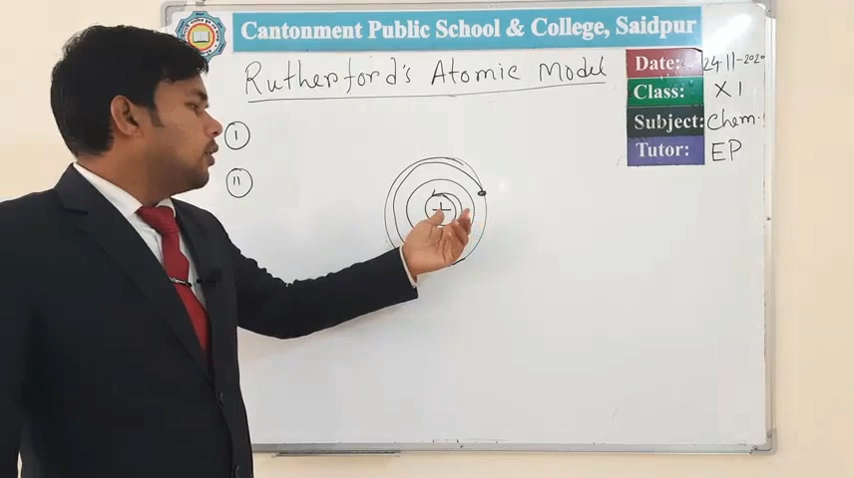 Cantonment Public School & College, Saidpur
Rutherford's Atomic Model
Date: 24-11-2020
Class: XI
Subject: Chem.
Tutor: EP
I
II
+